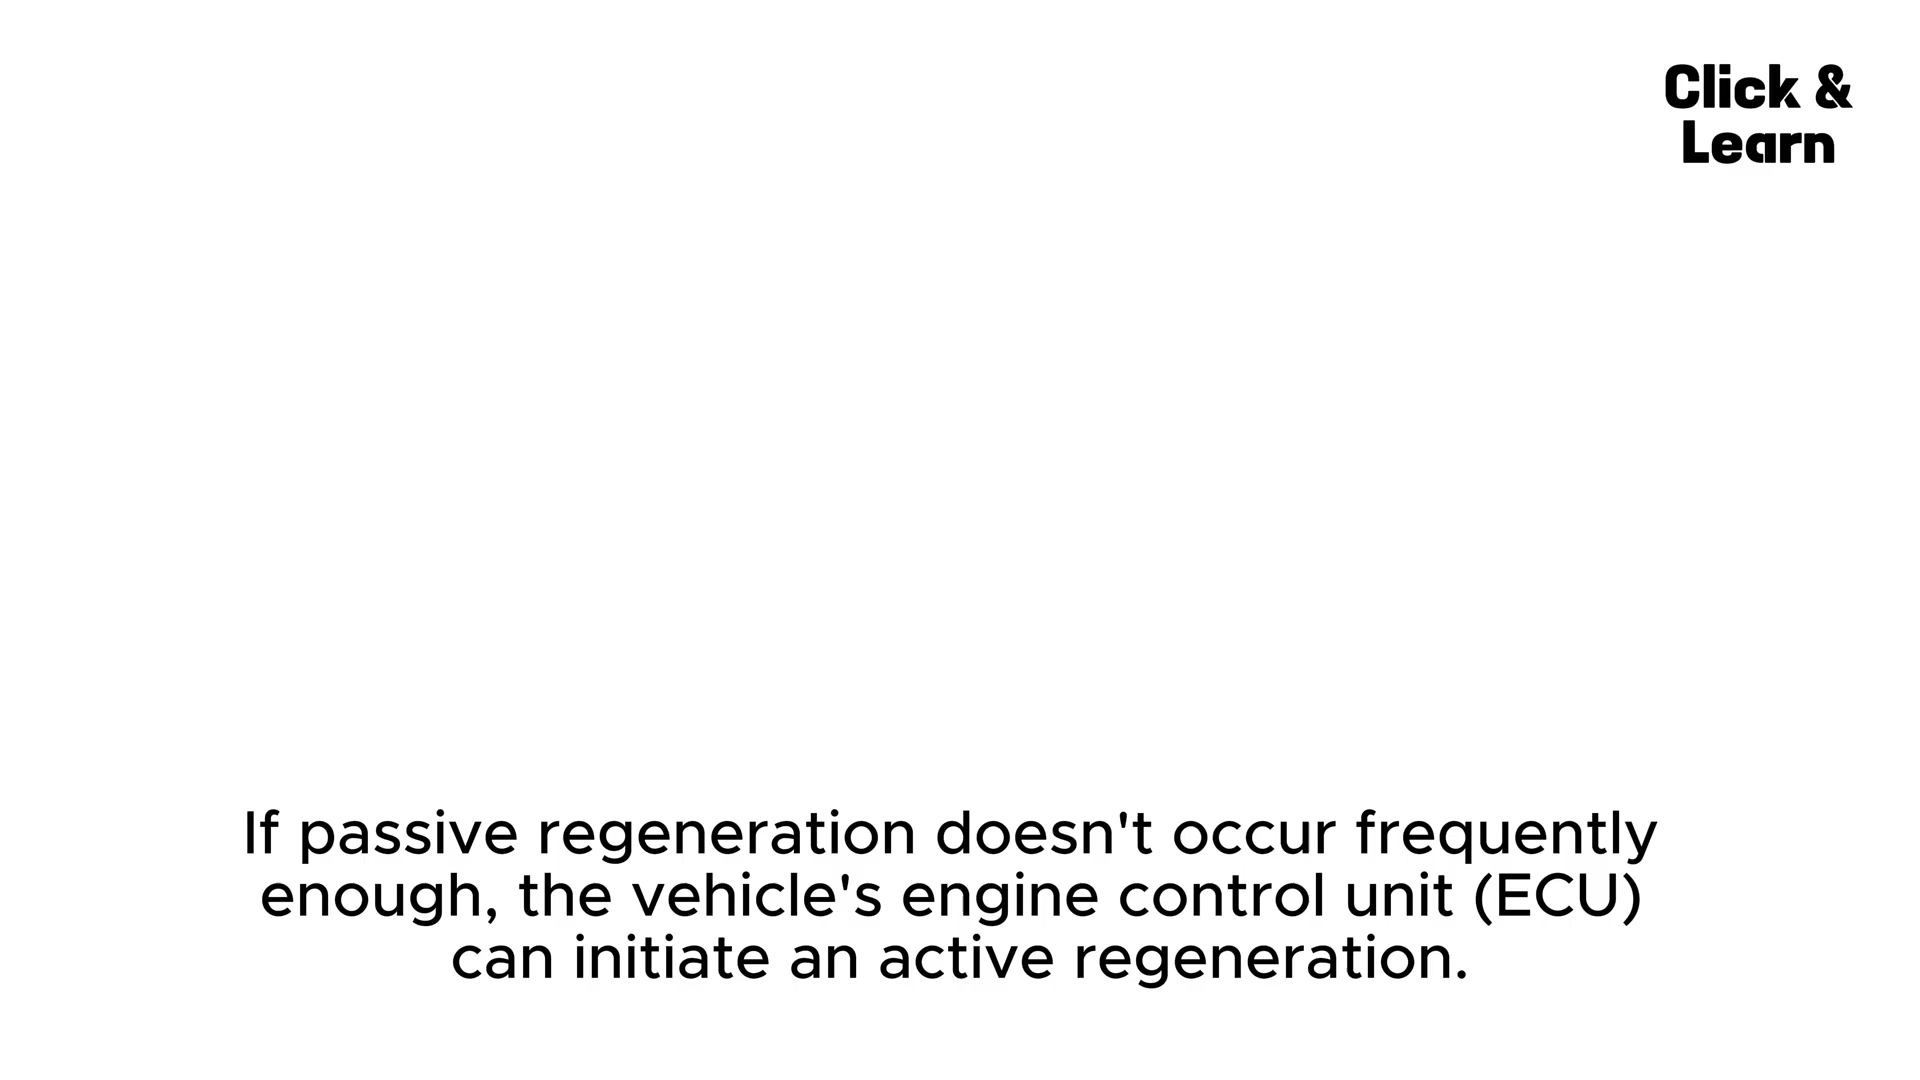 Click &
Learn
If passive regeneration doesn't occur frequently
enough, the vehicle's engine control unit (ECU)
can initiate an active regeneration.